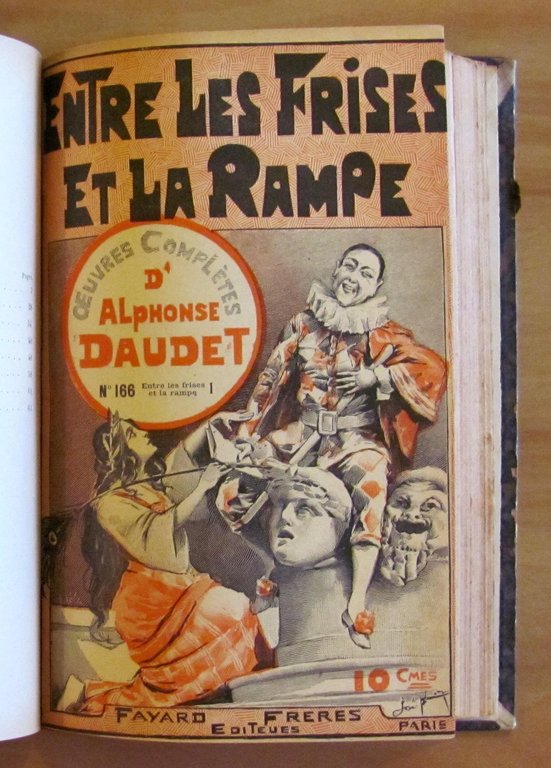 ENTRE LES FRISES
ET LA RAMPE
ŒUVRES COMPLÈTES
D'
ALPHONSE
DAUDET
N° 166 Entre les frises et la rampe 1
10 CMES
FAYARD FRERES
EDITEURS
PARIS